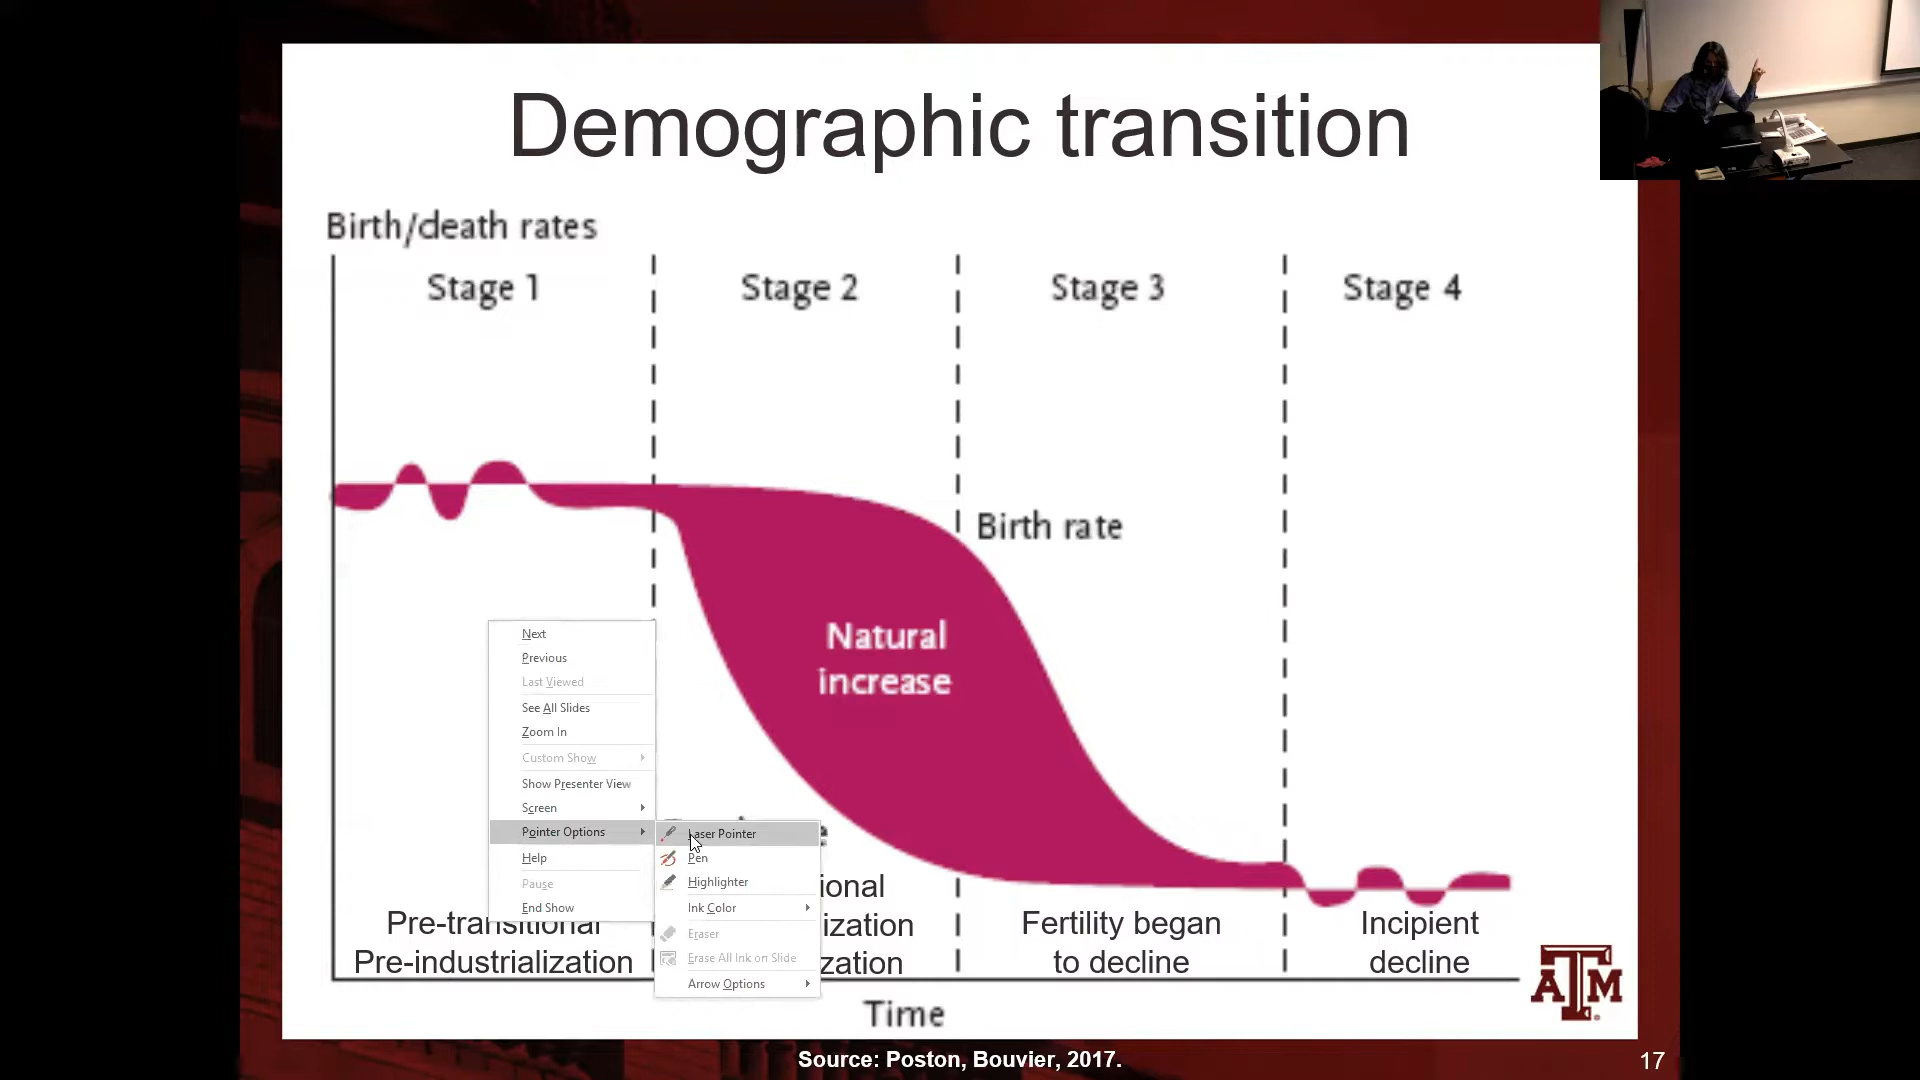 Demographic transition
Birth/death rates
Stage 1
Stage 2
Stage 3
Stage 4
Birth rate
Natural
increase
Next
Previous
Last Viewed
See All Slides
Zoom In
Custom Show
Show Presenter View
Screen
Pointer Options
Help
Pause
End Show
Laser Pointer
Pen
Highlighter
Ink Color
Eraser
Erase All Ink on Slide
Arrow Options
Pre-transitional
Pre-industrialization
ional
ization
zation
Fertility began
to decline
Incipient
decline
Time
ATM
Source: Poston, Bouvier, 2017.
17